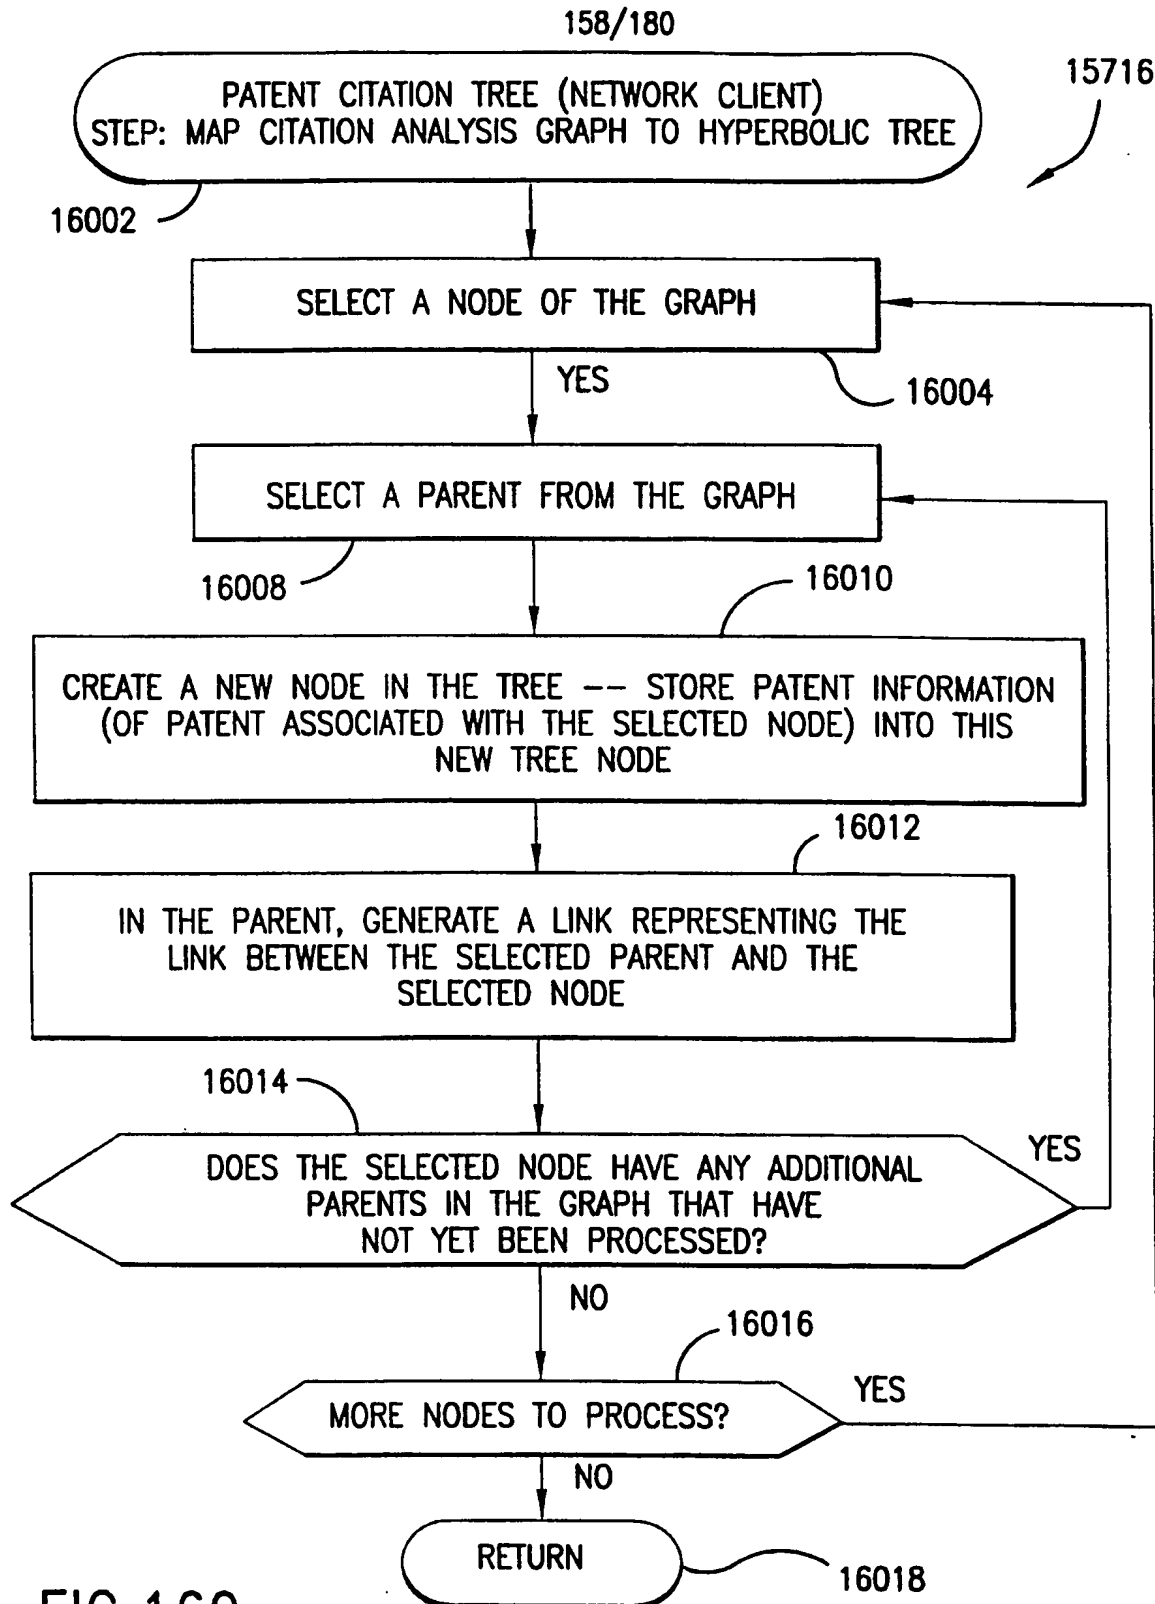 158/180
15716
PATENT CITATION TREE (NETWORK CLIENT)
STEP: MAP CITATION ANALYSIS GRAPH TO HYPERBOLIC TREE
16002
SELECT A NODE OF THE GRAPH
16004
YES
SELECT A PARENT FROM THE GRAPH
16008
16010
CREATE A NEW NODE IN THE TREE –– STORE PATENT INFORMATION
(OF PATENT ASSOCIATED WITH THE SELECTED NODE) INTO THIS
NEW TREE NODE
16012
IN THE PARENT, GENERATE A LINK REPRESENTING THE
LINK BETWEEN THE SELECTED PARENT AND THE
SELECTED NODE
16014
YES
DOES THE SELECTED NODE HAVE ANY ADDITIONAL
PARENTS IN THE GRAPH THAT HAVE
NOT YET BEEN PROCESSED?
NO
16016
YES
MORE NODES TO PROCESS?
NO
RETURN
16018
FIG.160